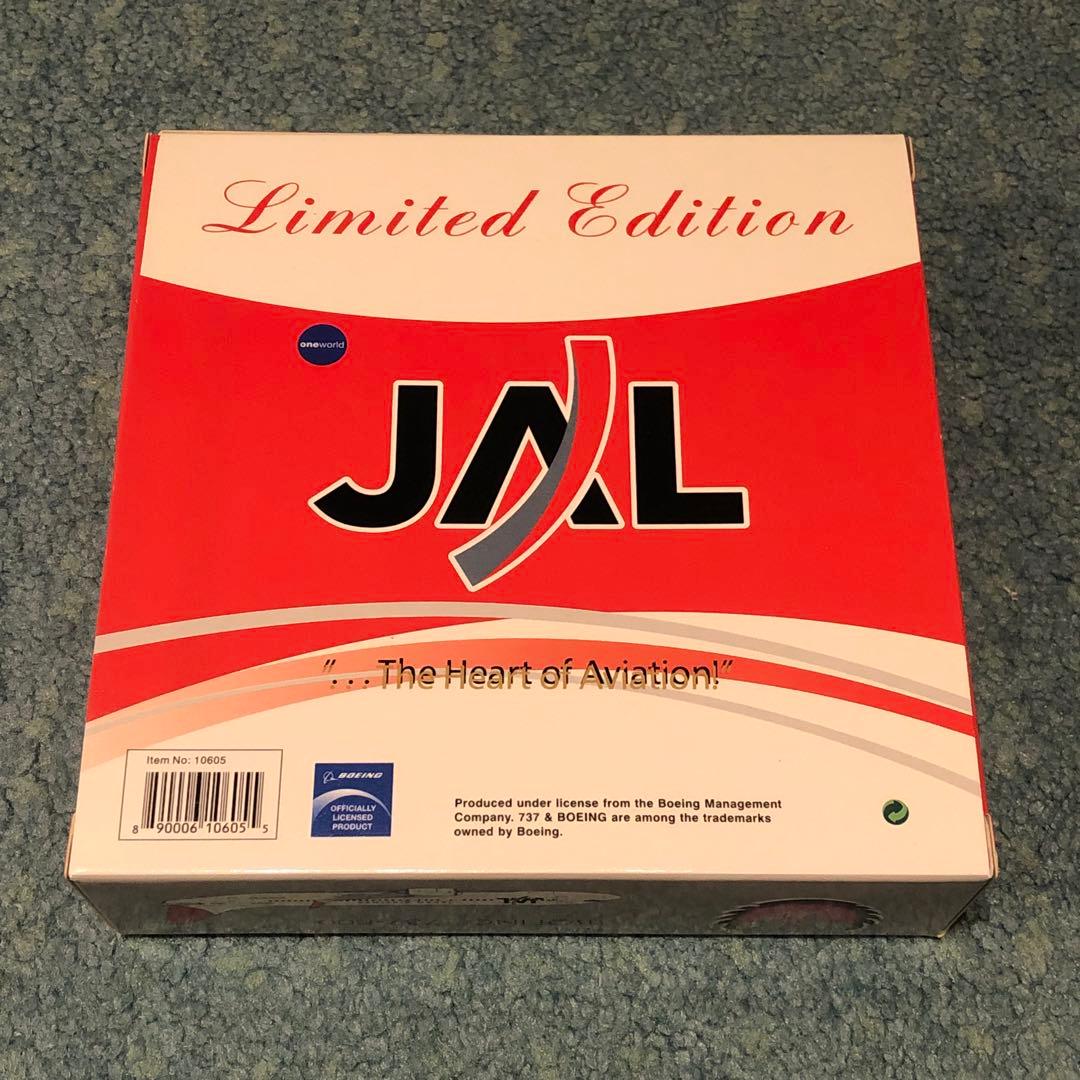 Limited Edition
oneworld
JAL
"...The Heart of Aviation!"
Item No: 10605
8 90006 10605 5
BOEING
OFFICIALLY
LICENSED
PRODUCT
Produced under license from the Boeing Management
Company. 737 & BOEING are among the trademarks
owned by Boeing.